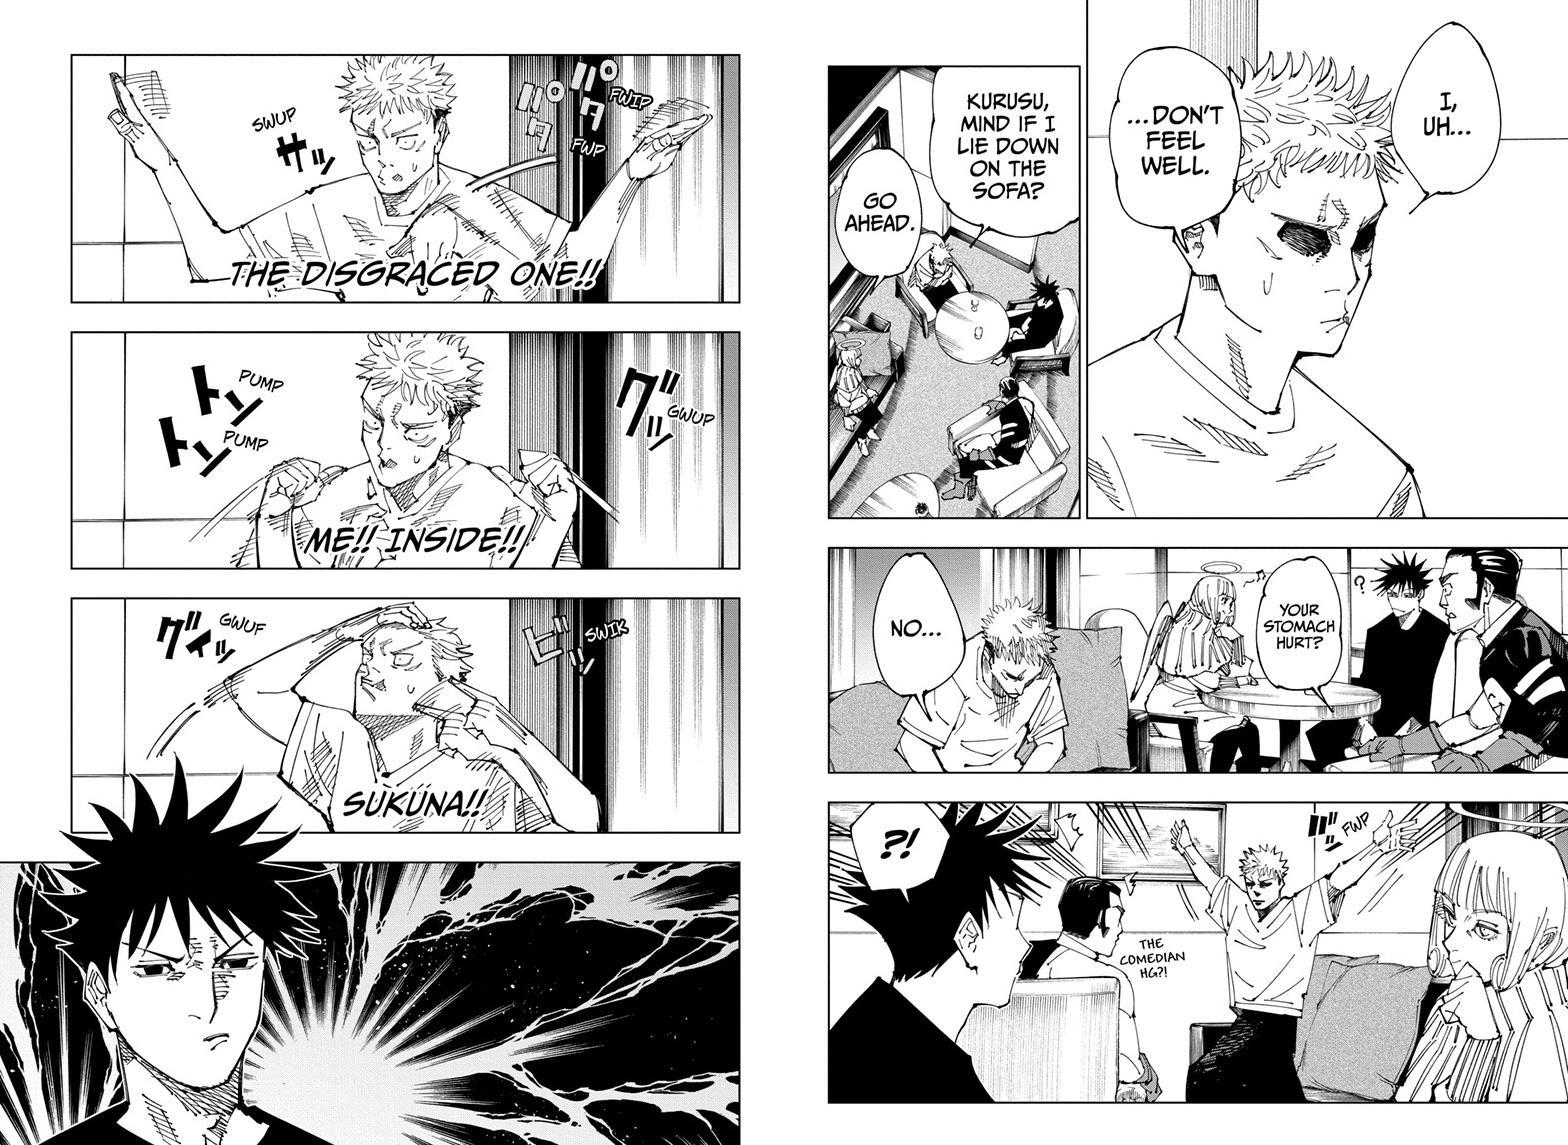 I,
UH...
...DON'T
FEEL
WELL.
KURUSU,
MIND IF I
LIE DOWN
ON THE
SOFA?
GO
AHEAD.
?
YOUR
STOMACH
HURT?
NO...
FWP
THE
COMEDIAN
HG?!
?!
パタ
パタ
FWIP
FWP
サッ
SWUP
THE DISGRACED ONE!!
グッ
GWUP
トン
PUMP
トン
PUMP
ME!! INSIDE!!
ビッ
SWIK
グイッ
GWUF
SUKUNA!!